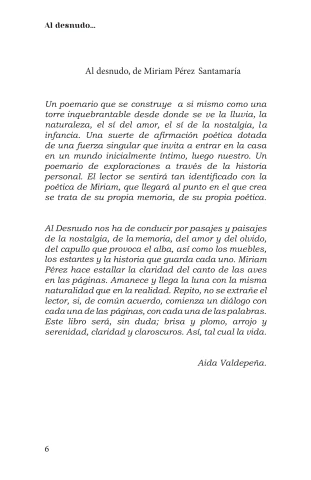 Al desnudo...
Al desnudo, de Miriam Pérez Santamaría
Un poemario que se construye a si mismo como una
torre inquebrantable desde donde se ve la lluvia, la
naturaleza, el sí del amor, el sí de la nostalgia, la
infancia. Una suerte de afirmación poética dotada
de una fuerza singular que invita a entrar en la casa
en un mundo inicialmente íntimo, luego nuestro. Un
poemario de exploraciones a través de la historia
personal. El lector se sentirá tan identificado con la
poética de Miriam, que llegará al punto en el que crea
se trata de su propia memoria, de su propia poética.
Al Desnudo nos ha de conducir por pasajes y paisajes
de la nostalgia, de la memoria, del amor y del olvido,
del capullo que provoca el alba, así como los muebles,
los estantes y la historia que guarda cada uno. Miriam
Pérez hace estallar la claridad del canto de las aves
en las páginas. Amanece y llega la luna con la misma
naturalidad que en la realidad. Repito, no se extrañe el
lector, si, de común acuerdo, comienza un diálogo con
cada una de las páginas, con cada una de las palabras.
Este libro será, sin duda; brisa y plomo, arrojo y
serenidad, claridad y claroscuros. Así, tal cual la vida.
Aida Valdepeña.
6